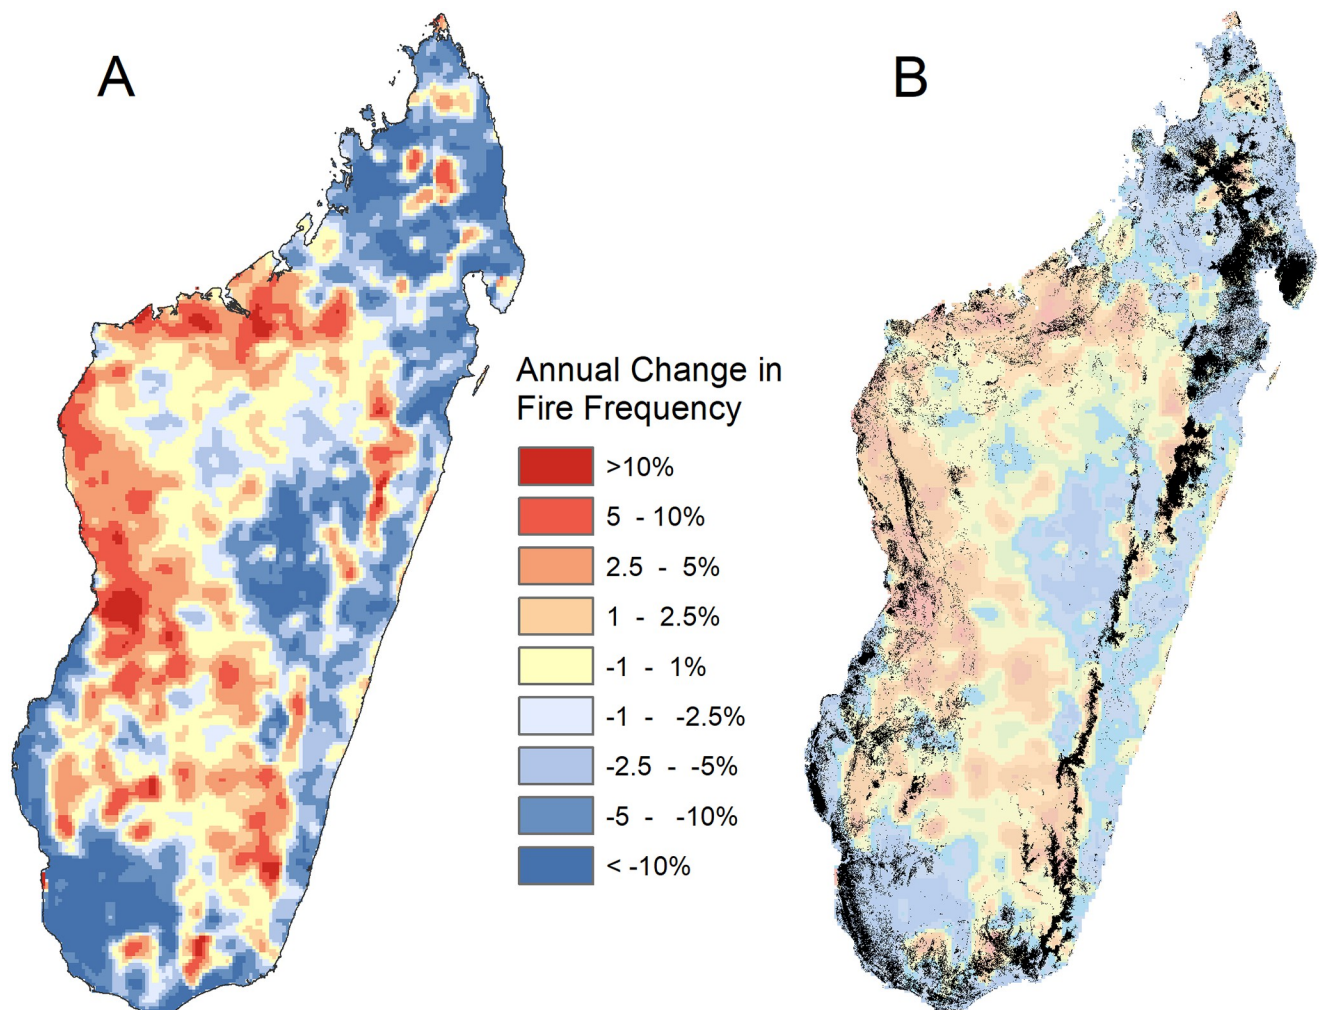 A
B
Annual Change in
Fire Frequency
>10%
5 - 10%
2.5 - 5%
1 - 2.5%
-1 - 1%
-1 - -2.5%
-2.5 - -5%
-5 - -10%
< -10%